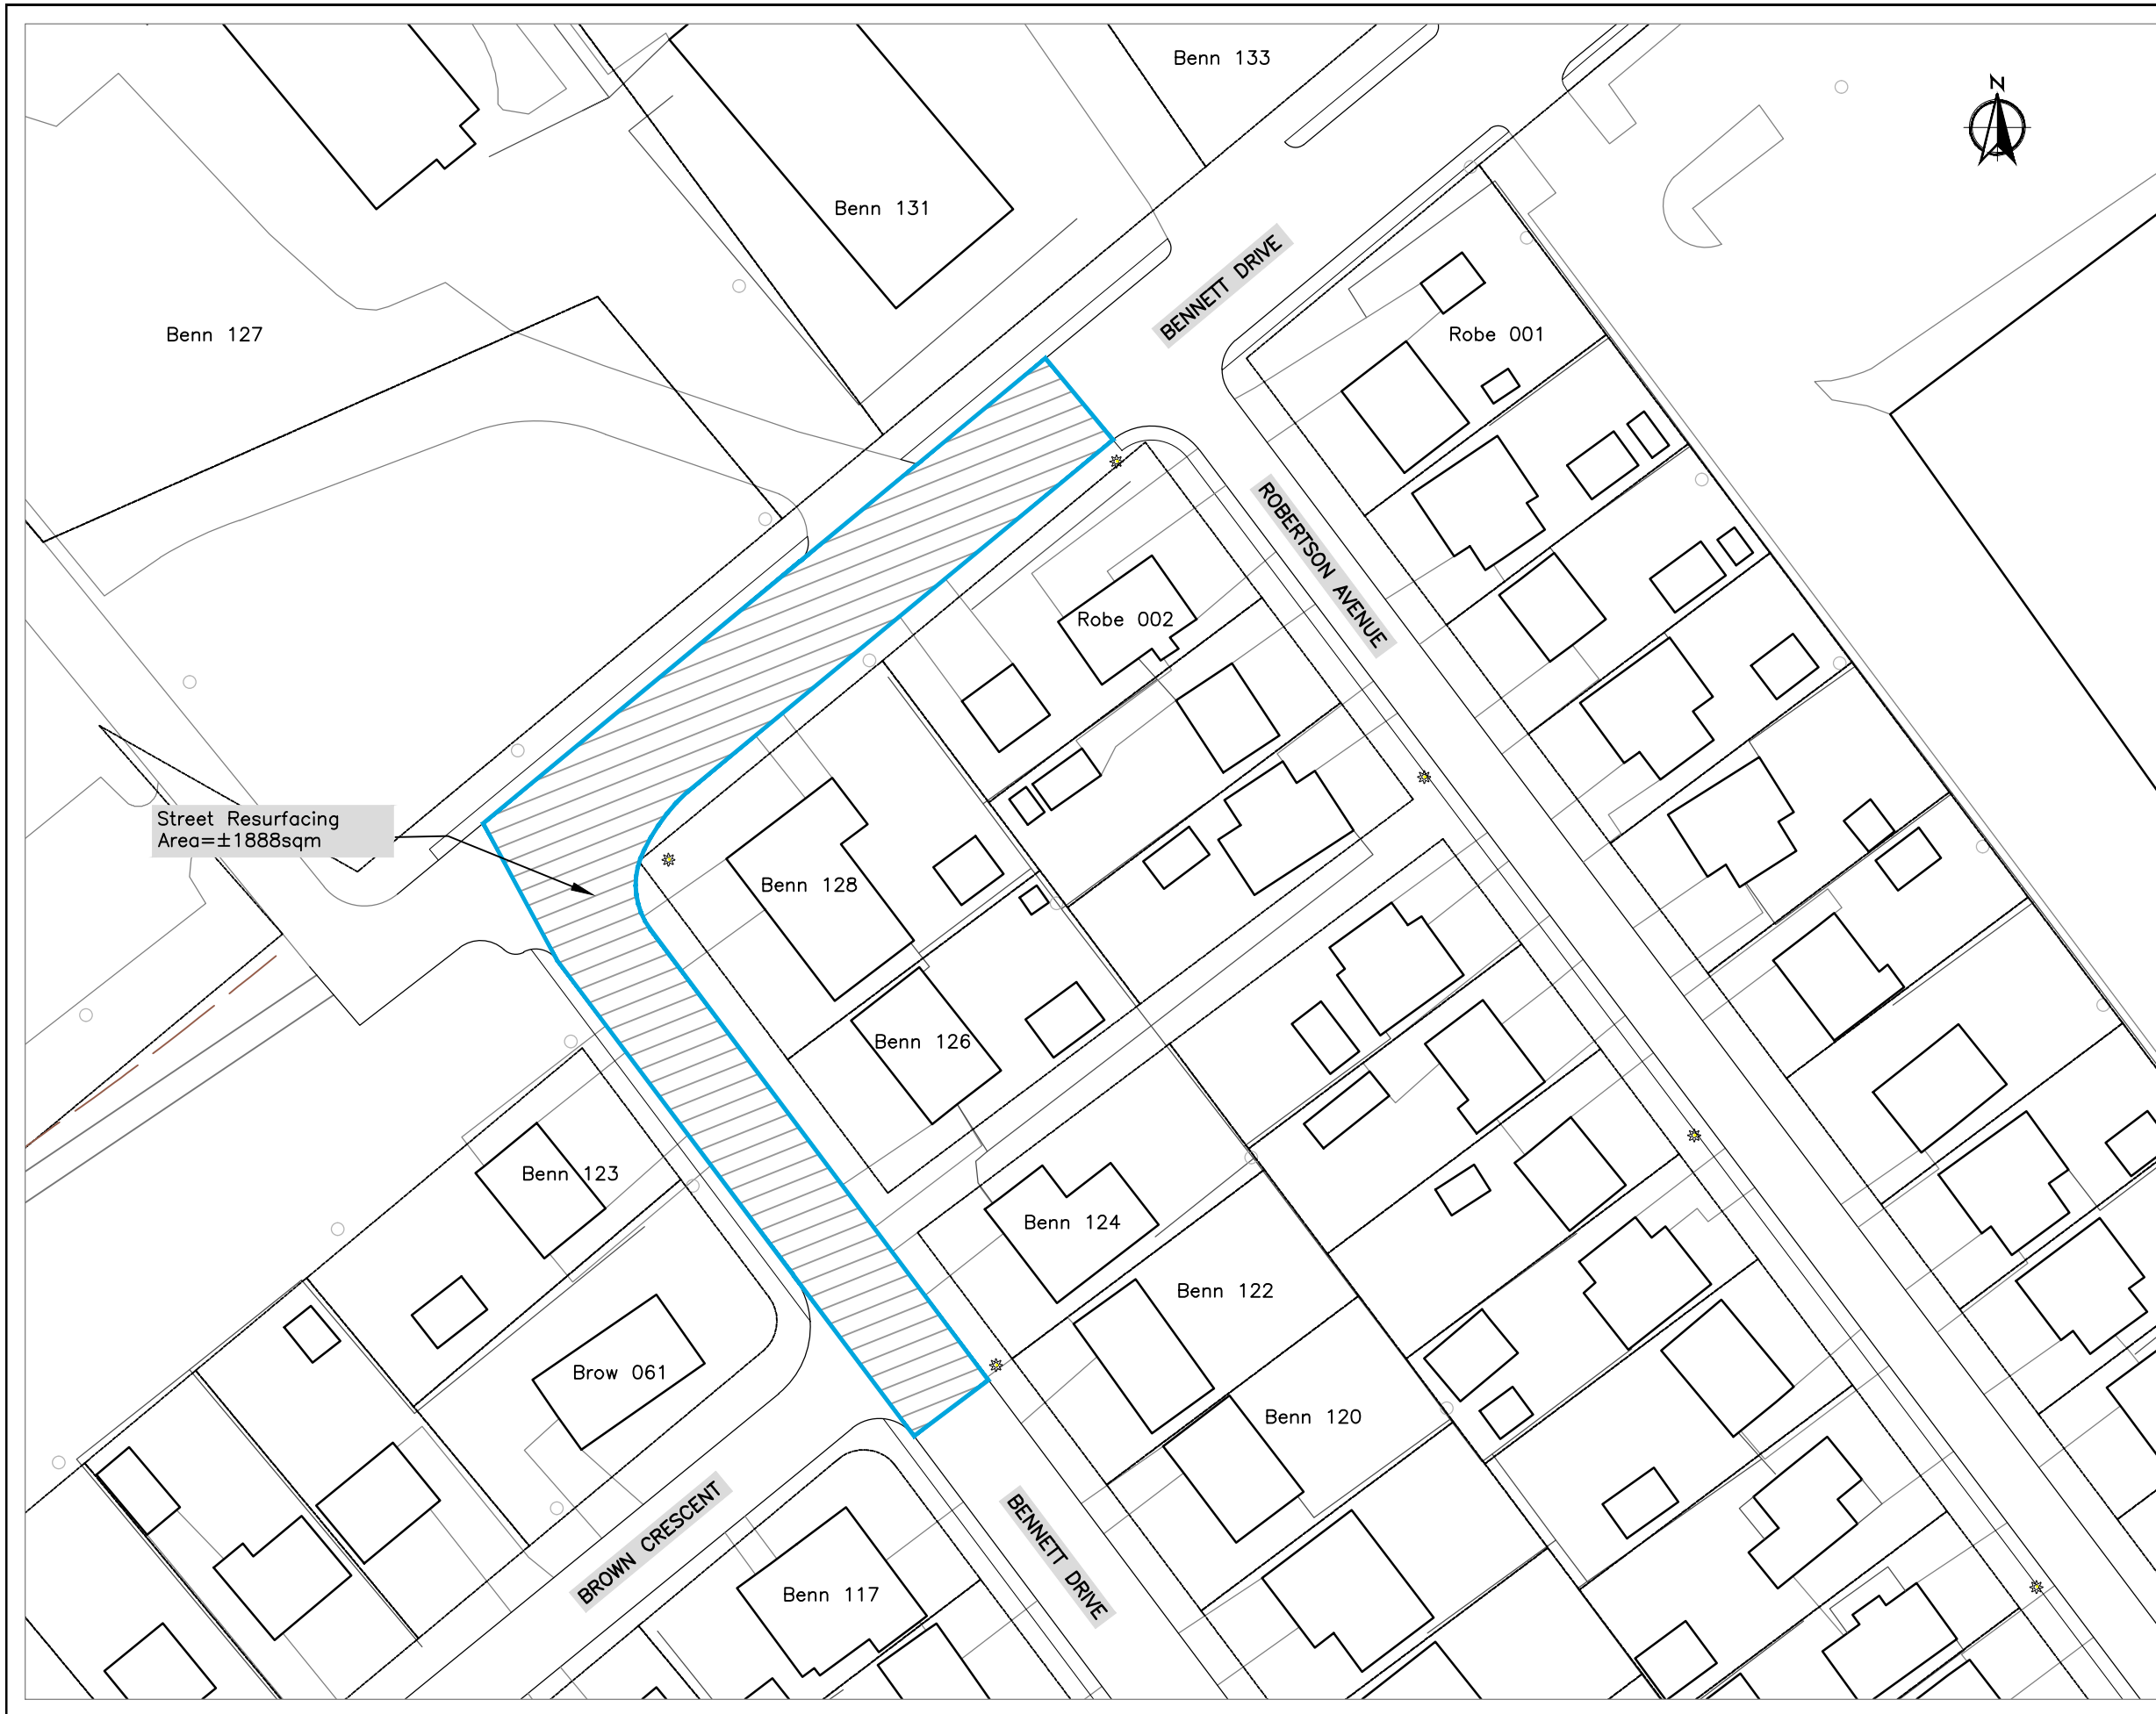 Benn 133
N
Benn 131
BENNETT DRIVE
Benn 127
Robe 001
ROBERTSON AVENUE
Robe 002
Street Resurfacing
Area=±1888sqm
Benn 128
Benn 126
Benn 123
Benn 124
Benn 122
Brow 061
Benn 120
BROWN CRESCENT
BENNETT DRIVE
Benn 117